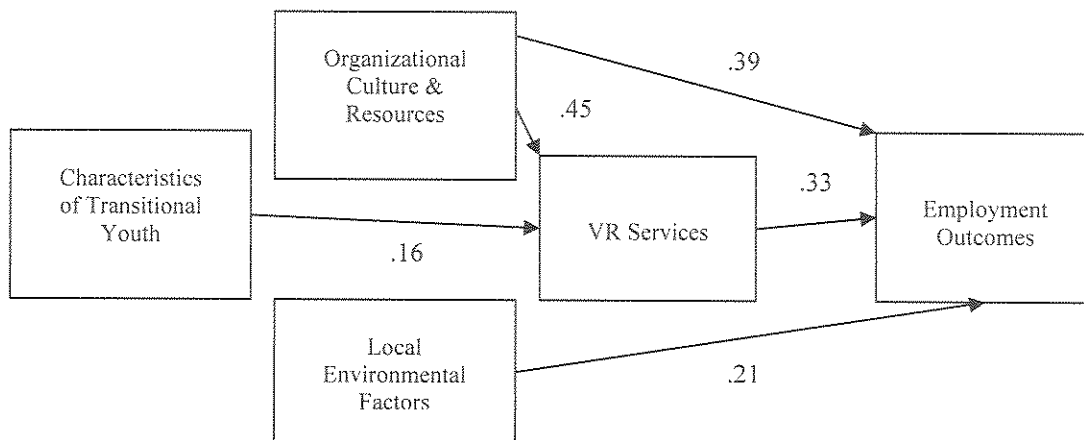 Organizational
Culture &
Resources
.39
.45
Characteristics
of Transitional
Youth
.16
VR Services
.33
Employment
Outcomes
Local
Environmental
Factors
.21